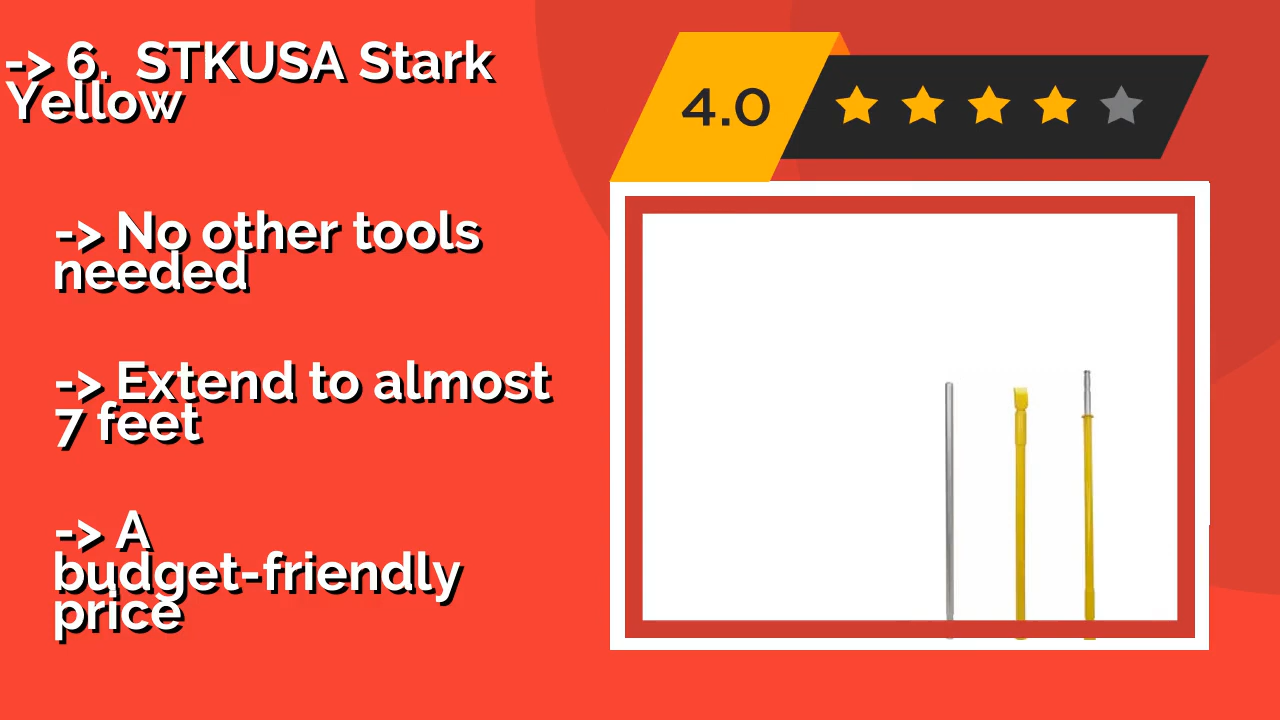 -> 6.  STKUSA Stark
Yellow
4.0
-> No other tools
needed
-> Extend to almost
7 feet
-> A
budget-friendly
price